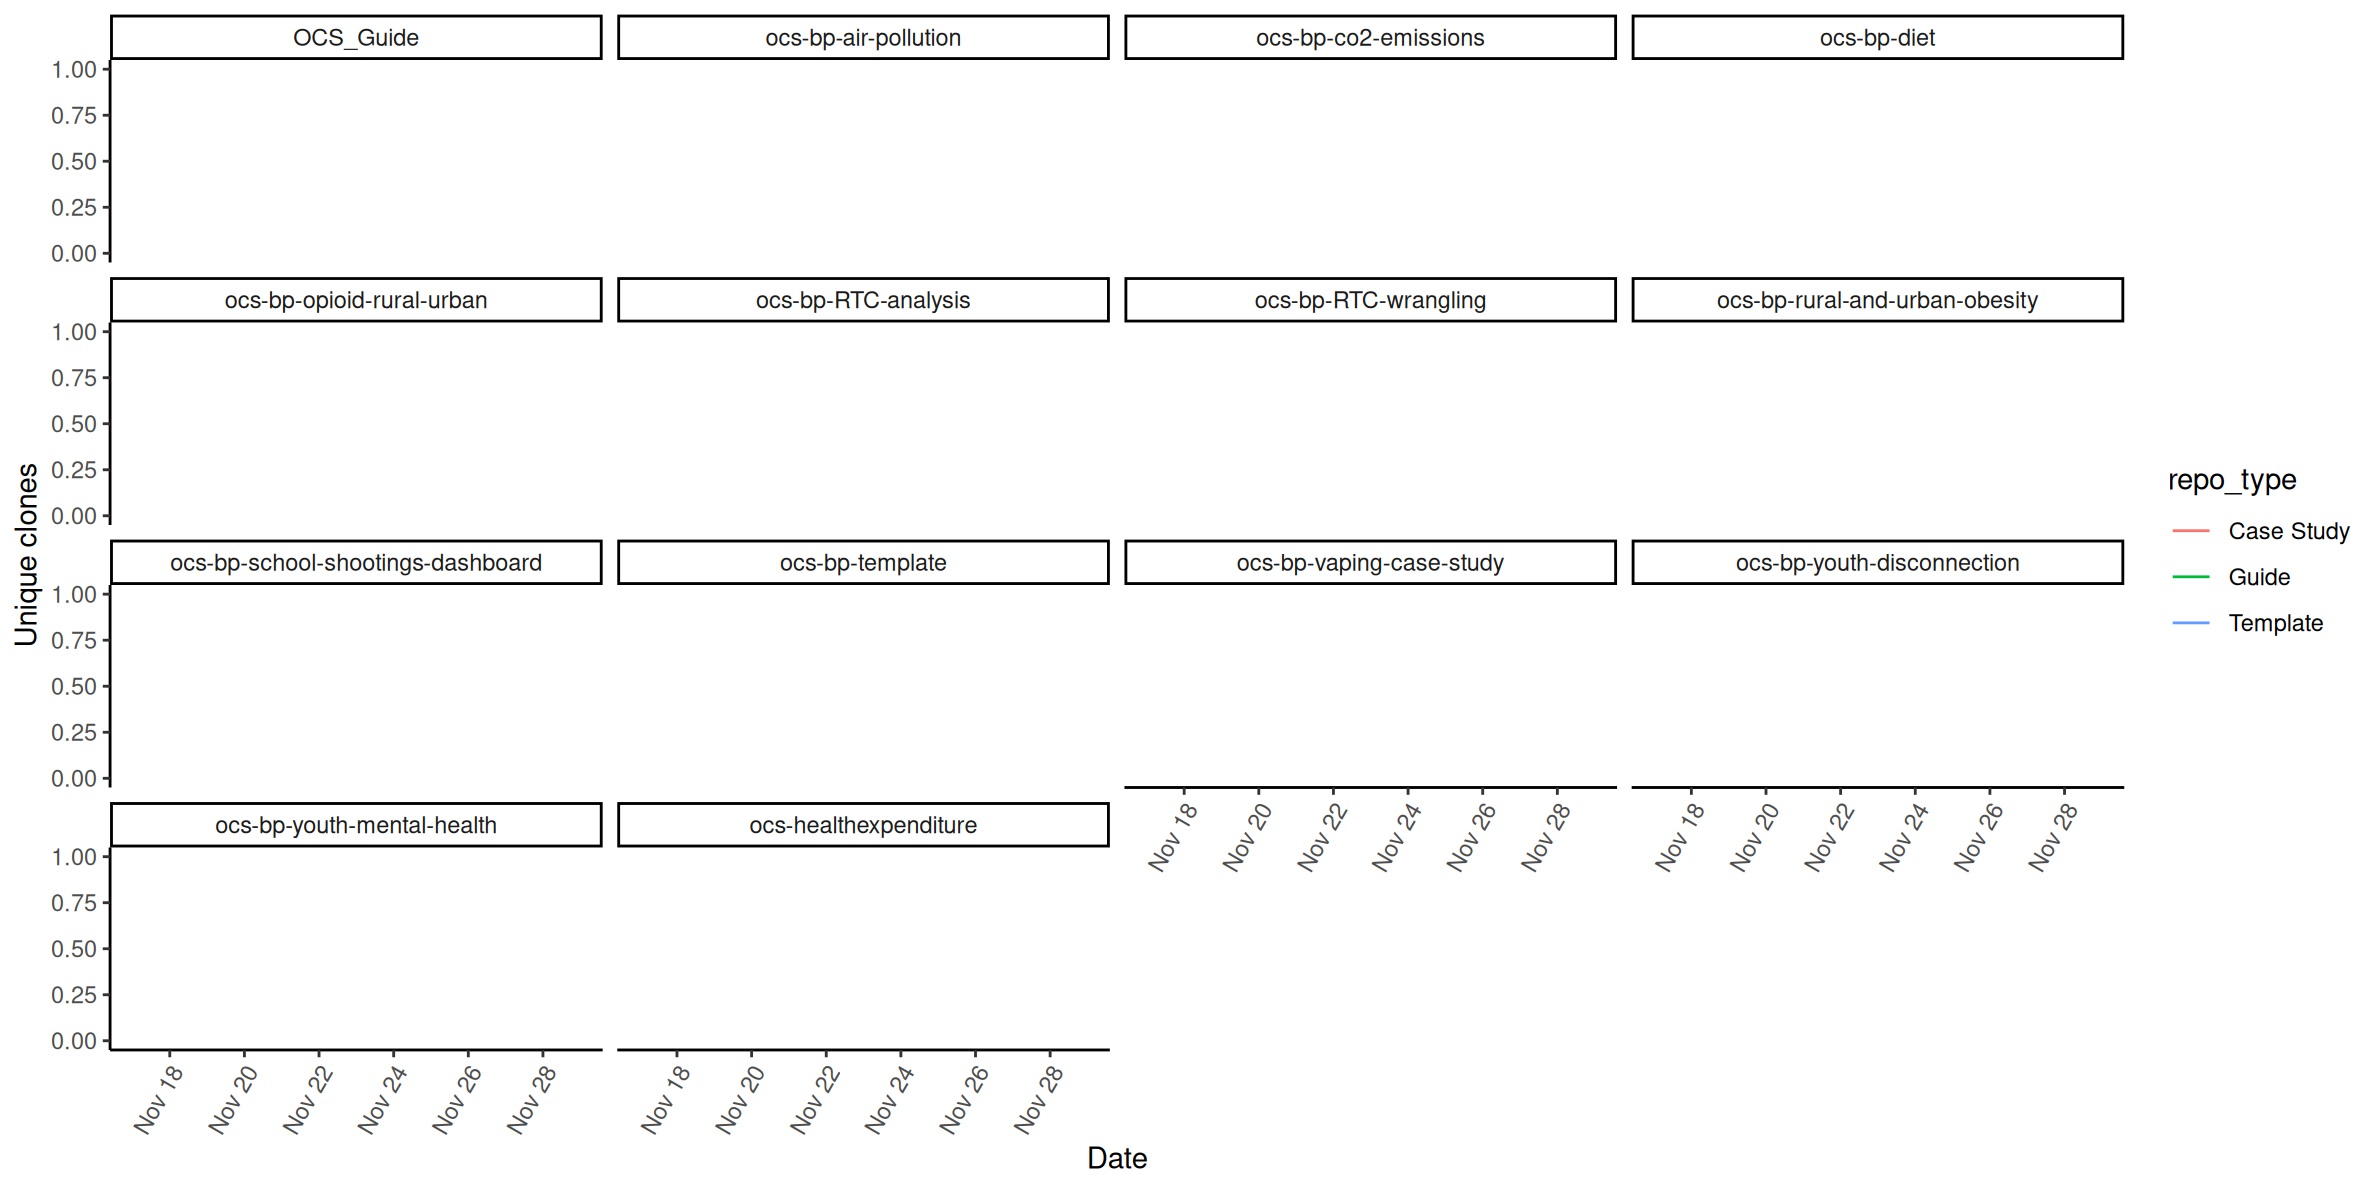 OCS_Guide
ocs-bp-air-pollution
ocs-bp-co2-emissions
ocs-bp-diet
1.00
0.75
0.50
0.25
0.00
ocs-bp-opioid-rural-urban
ocs-bp-RTC-analysis
ocs-bp-RTC-wrangling
ocs-bp-rural-and-urban-obesity
1.00
0.75
0.50
0.25
0.00
ocs-bp-school-shootings-dashboard
ocs-bp-template
ocs-bp-vaping-case-study
ocs-bp-youth-disconnection
1.00
0.75
0.50
0.25
0.00
Nov 18
Nov 20
Nov 22
Nov 24
Nov 26
Nov 28
Nov 18
Nov 20
Nov 22
Nov 24
Nov 26
Nov 28
ocs-bp-youth-mental-health
ocs-healthexpenditure
1.00
0.75
0.50
0.25
0.00
Nov 18
Nov 20
Nov 22
Nov 24
Nov 26
Nov 28
Nov 18
Nov 20
Nov 22
Nov 24
Nov 26
Nov 28
Unique clones
Date
repo_type
Case Study
Guide
Template